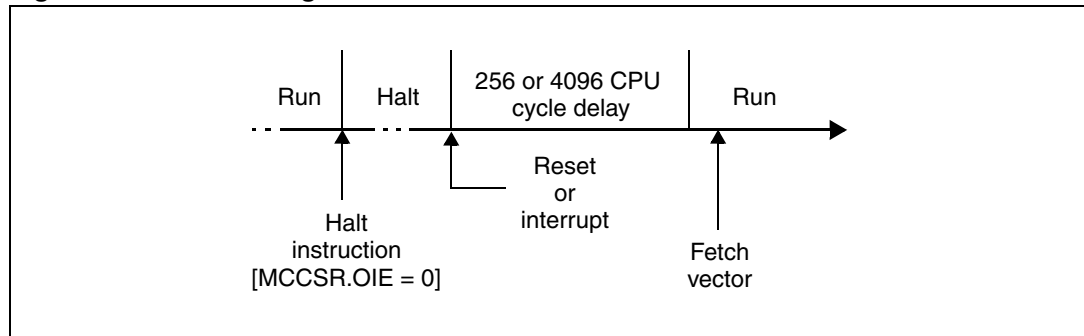 Run
Halt
256 or 4096 CPU
cycle delay
Run
Reset
or
interrupt
Halt
instruction
[MCCSR.OIE = 0]
Fetch
vector